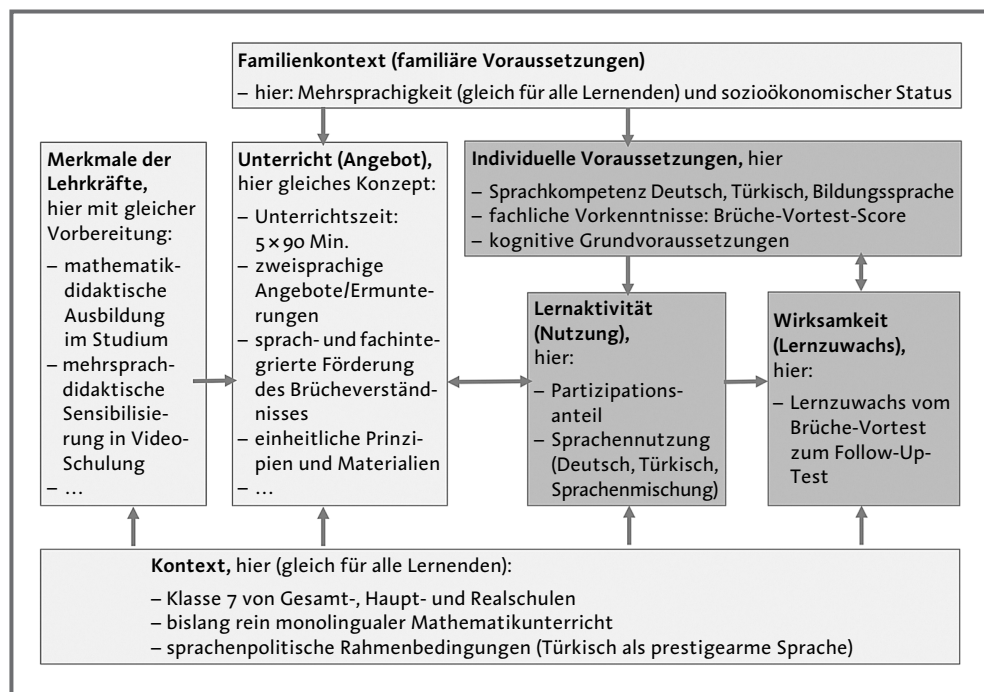 Familienkontext (familiäre Voraussetzungen)
– hier: Mehrsprachigkeit (gleich für alle Lernenden) und sozioökonomischer Status
Merkmale der
Lehrkräfte,
hier mit gleicher
Vorbereitung:
– mathematik-
didaktische
Ausbildung
im Studium
– mehrsprach-
didaktische
Sensibilisie-
rung in Video-
Schulung
– …
Unterricht (Angebot),
hier gleiches Konzept:
– Unterrichtszeit:
5 × 90 Min.
– zweisprachige
Angebote/Ermunte-
rungen
– sprach- und fachinte-
grierte Förderung
des Brücheverständ-
nisses
– einheitliche Prinzi-
pien und Materialien
– …
Individuelle Voraussetzungen, hier
– Sprachkompetenz Deutsch, Türkisch, Bildungssprache
– fachliche Vorkenntnisse: Brüche-Vortest-Score
– kognitive Grundvoraussetzungen
Lernaktivität
(Nutzung),
hier:
– Partizipations-
anteil
– Sprachennutzung
(Deutsch, Türkisch,
Sprachenmischung)
Wirksamkeit
(Lernzuwachs),
hier:
– Lernzuwachs vom
Brüche-Vortest
zum Follow-Up-
Test
Kontext, hier (gleich für alle Lernenden):
– Klasse 7 von Gesamt-, Haupt- und Realschulen
– bislang rein monolingualer Mathematikunterricht
– sprachenpolitische Rahmenbedingungen (Türkisch als prestigearme Sprache)